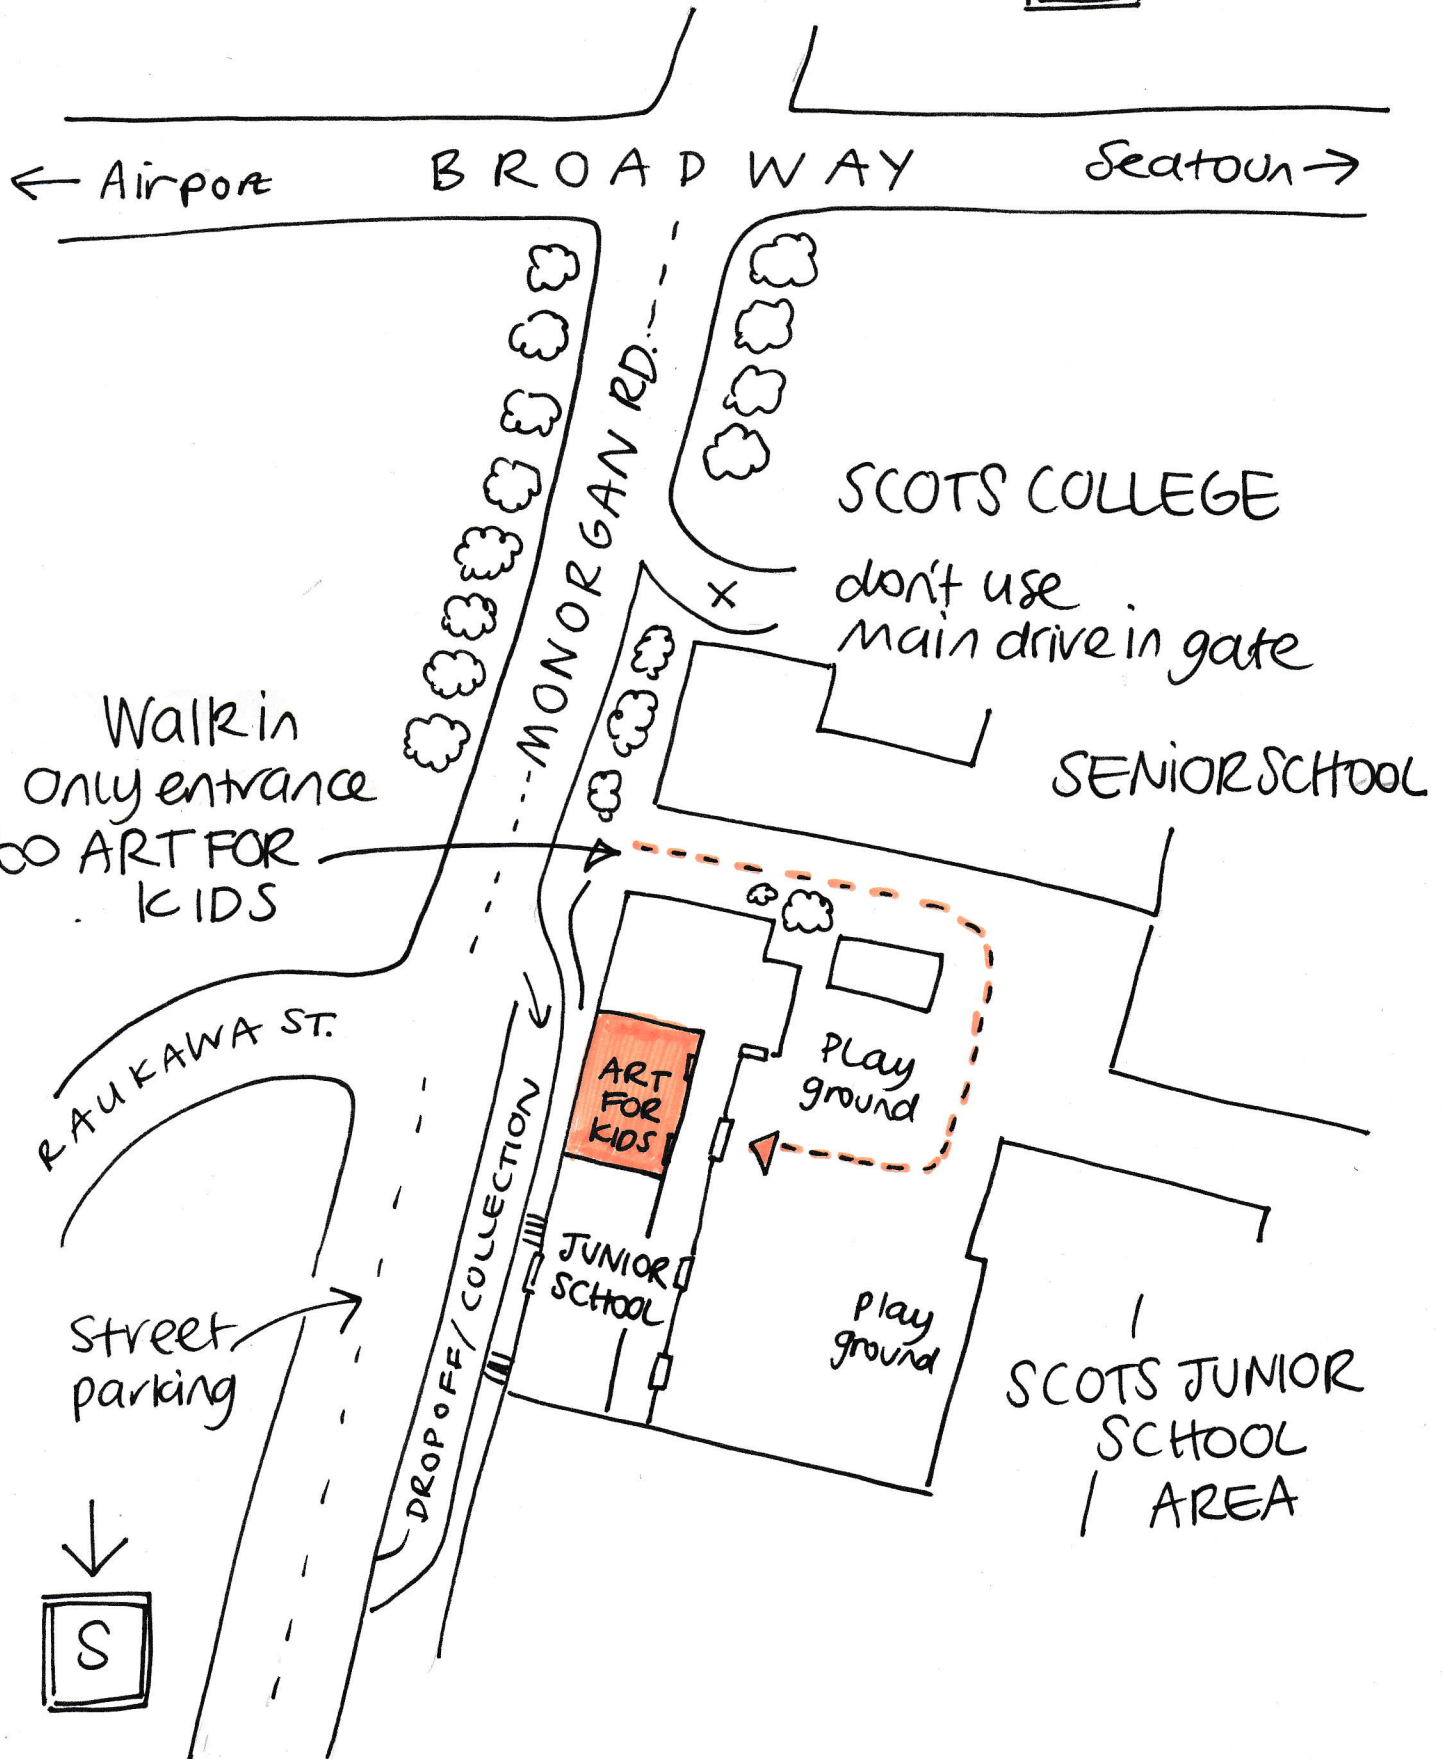 ← Airport
BROADWAY
Seatoun →
MONORGAN RD.
SCOTS COLLEGE
don't use
Main drive in gate
SENIOR SCHOOL
Walk in
only entrance
to ART FOR
KIDS
RAUKAWA ST.
ART
FOR
KIDS
Play
ground
DROP OFF / COLLECTION
JUNIOR
SCHOOL
Street
parking
play
ground
SCOTS JUNIOR
SCHOOL
AREA
S